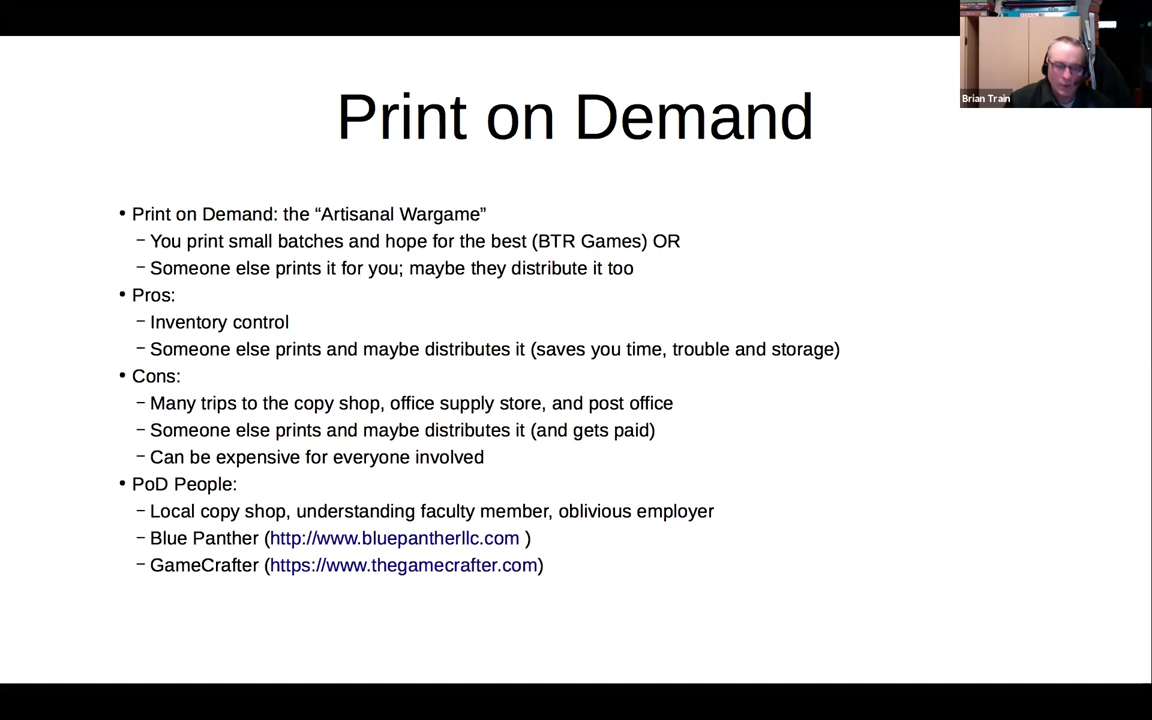 Brian Train
Print on Demand
• Print on Demand: the “Artisanal Wargame”
– You print small batches and hope for the best (BTR Games) OR
– Someone else prints it for you; maybe they distribute it too
• Pros:
– Inventory control
– Someone else prints and maybe distributes it (saves you time, trouble and storage)
• Cons:
– Many trips to the copy shop, office supply store, and post office
– Someone else prints and maybe distributes it (and gets paid)
– Can be expensive for everyone involved
• PoD People:
– Local copy shop, understanding faculty member, oblivious employer
– Blue Panther (http://www.bluepantherllc.com )
– GameCrafter (https://www.thegamecrafter.com)